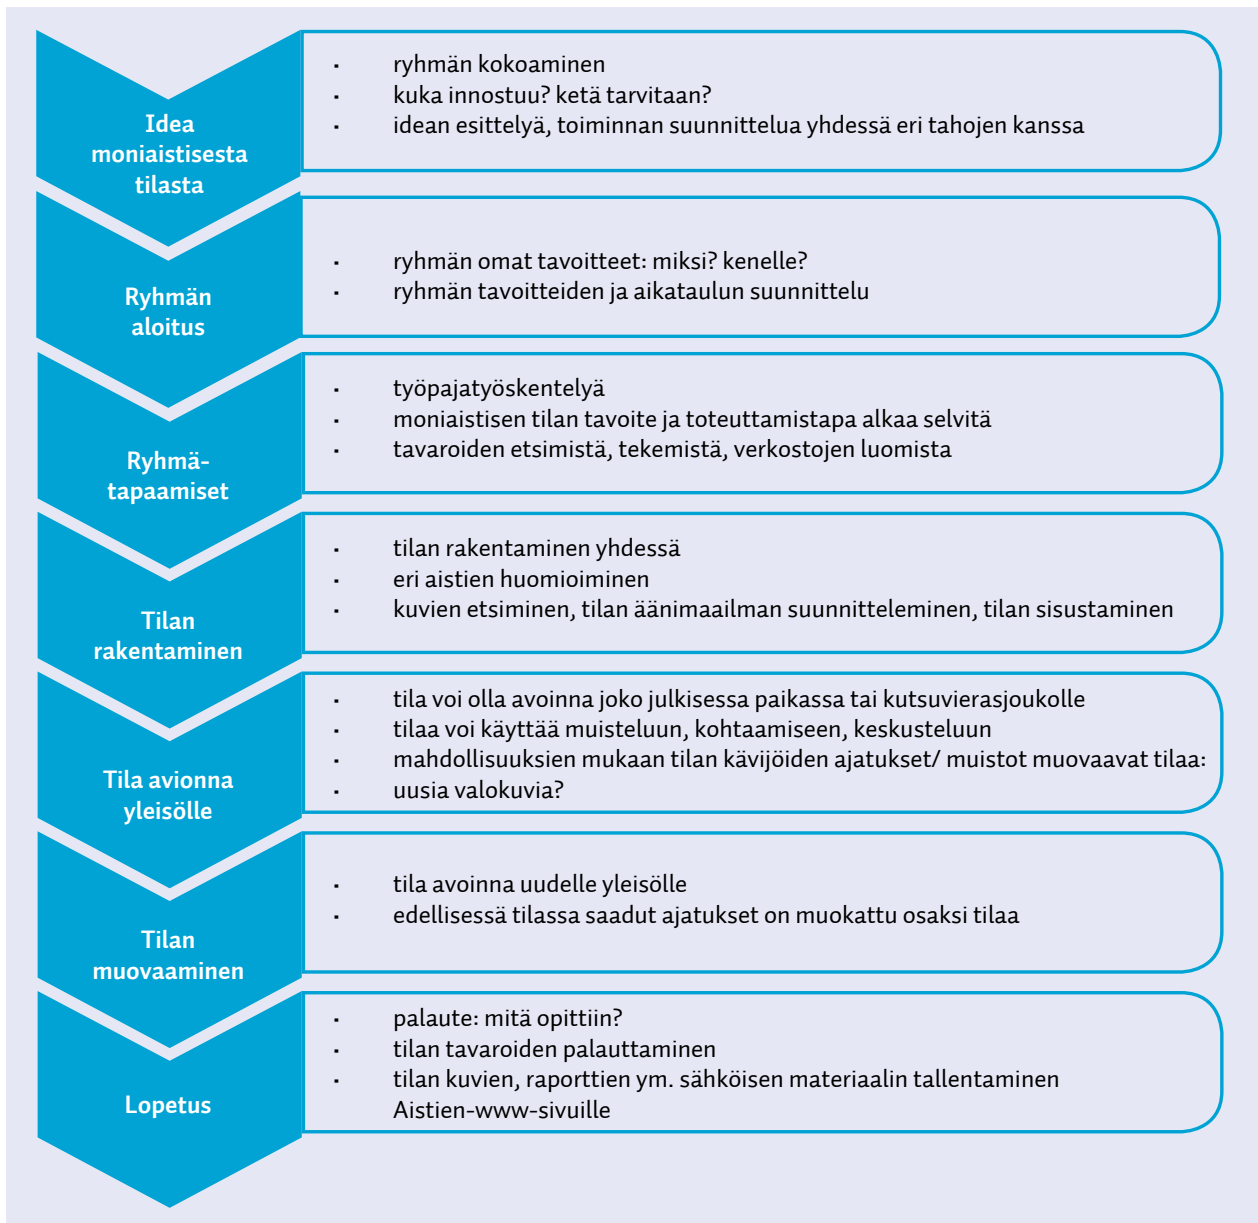 Idea
moniaistisesta
tilasta
· ryhmän kokoaminen
· kuka innostuu? ketä tarvitaan?
· idean esittelyä, toiminnan suunnittelua yhdessä eri tahojen kanssa
Ryhmän
aloitus
· ryhmän omat tavoitteet: miksi? kenelle?
· ryhmän tavoitteiden ja aikataulun suunnittelu
Ryhmä-
tapaamiset
· työpajatyöskentelyä
· moniaistisen tilan tavoite ja toteuttamistapa alkaa selvitä
· tavaroiden etsimistä, tekemistä, verkostojen luomista
Tilan
rakentaminen
· tilan rakentaminen yhdessä
· eri aistien huomioiminen
· kuvien etsiminen, tilan äänimaailman suunnitteleminen, tilan sisustaminen
Tila avionna
yleisölle
· tila voi olla avoinna joko julkisessa paikassa tai kutsuvierasjoukolle
· tilaa voi käyttää muisteluun, kohtaamiseen, keskusteluun
· mahdollisuuksien mukaan tilan kävijöiden ajatukset/ muistot muovaavat tilaa:
· uusia valokuvia?
Tilan
muovaaminen
· tila avoinna uudelle yleisölle
· edellisessä tilassa saadut ajatukset on muokattu osaksi tilaa
Lopetus
· palaute: mitä opittiin?
· tilan tavaroiden palauttaminen
· tilan kuvien, raporttien ym. sähköisen materiaalin tallentaminen
Aistien-www-sivuille